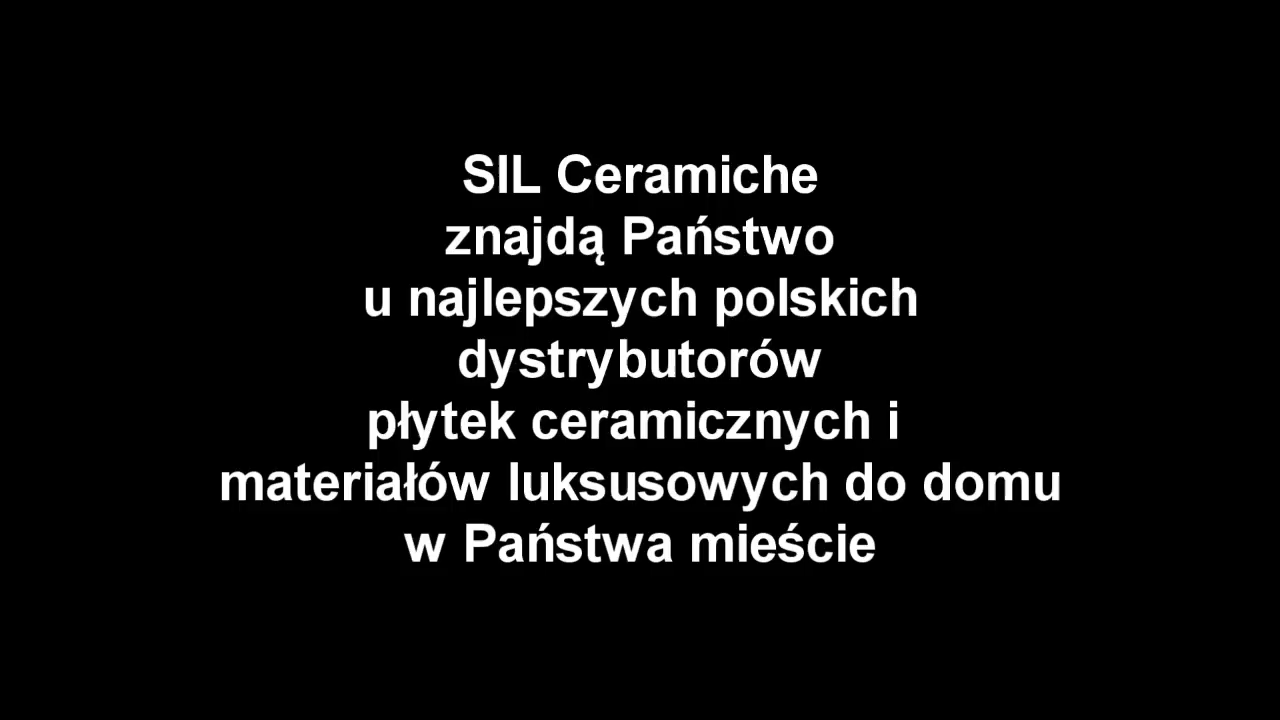 SIL Ceramiche
znajdą Państwo
u najlepszych polskich
dystrybutorów
płytek ceramicznych i
materiałów luksusowych do domu
w Państwa mieście